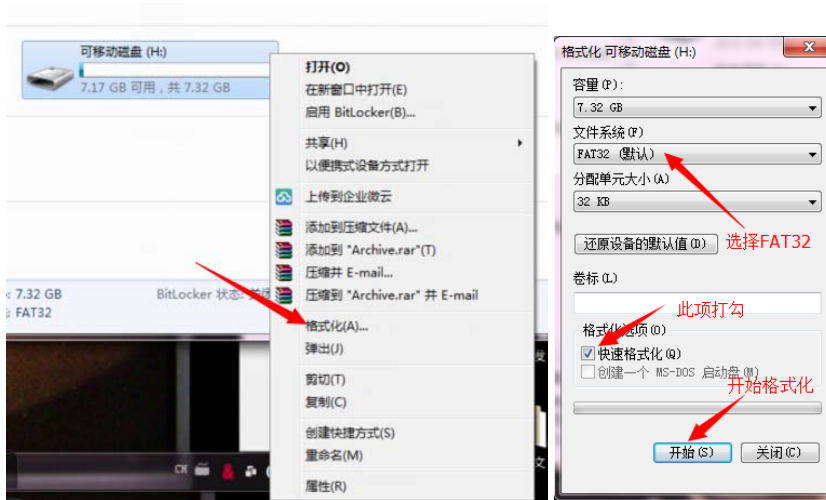 可移动磁盘 (H:)
7.17 GB 可用，共 7.32 GB
打开(O)
在新窗口中打开(E)
启用 BitLocker(B)...
共享(H)
以便携式设备方式打开
上传到企业微云
添加到压缩文件(A)...
添加到 "Archive.rar"(T)
压缩并 E-mail...
压缩到 "Archive.rar" 并 E-mail
7.32 GB
BitLocker 状态:
FAT32
格式化(A)...
弹出(J)
剪切(T)
复制(C)
创建快捷方式(S)
重命名(M)
属性(R)
CH
文
格式化 可移动磁盘 (H:)
容量(P):
7.32 GB
文件系统(F)
FAT32 (默认)
分配单元大小(A)
32 KB
还原设备的默认值(D)
选择FAT32
卷标(L)
此项打勾
格式化选项(O)
快速格式化(Q)
创建一个 MS-DOS 启动盘(M)
开始格式化
开始(S)
关闭(C)